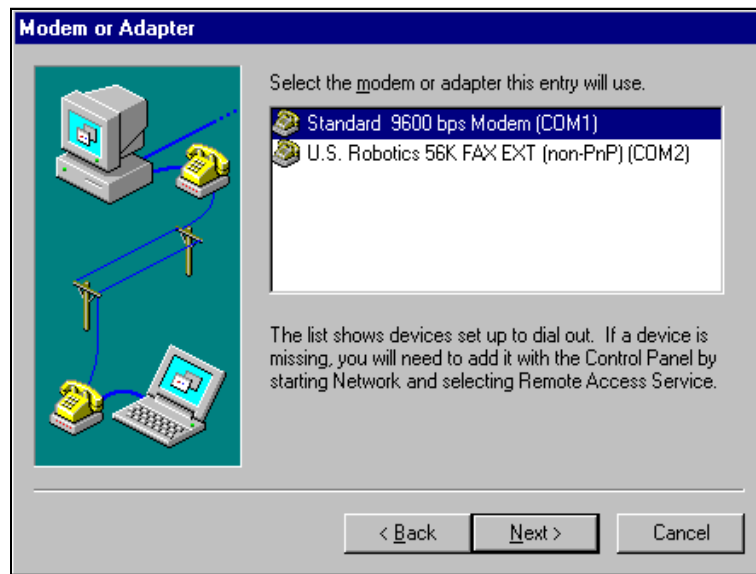 Modem or Adapter
Select the modem or adapter this entry will use.
Standard 9600 bps Modem (COM1)
U.S. Robotics 56K FAX EXT (non-PnP) (COM2)
The list shows devices set up to dial out. If a device is
missing, you will need to add it with the Control Panel by
starting Network and selecting Remote Access Service.
< Back
Next >
Cancel